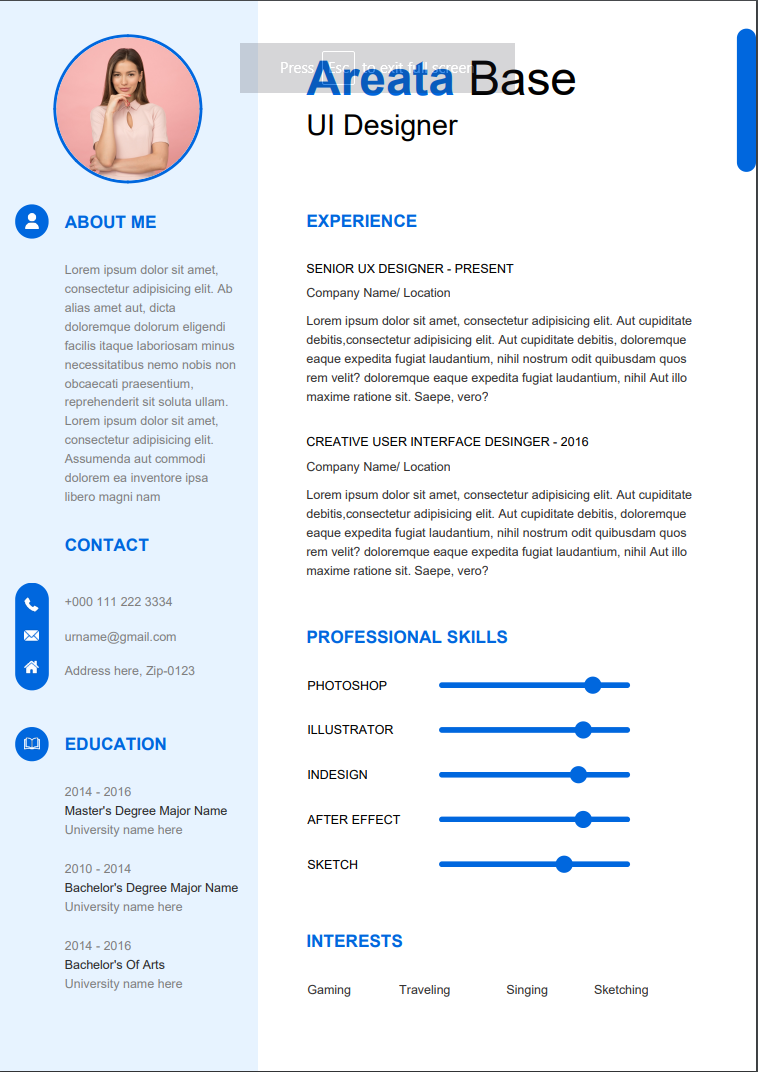 Press Esc to exit full screen
Areata Base
UI Designer
ABOUT ME
Lorem ipsum dolor sit amet,
consectetur adipisicing elit. Ab
alias amet aut, dicta
doloremque dolorum eligendi
facilis itaque laboriosam minus
necessitatibus nemo nobis non
obcaecati praesentium,
reprehenderit sit soluta ullam.
Lorem ipsum dolor sit amet,
consectetur adipisicing elit.
Assumenda aut commodi
dolorem ea inventore ipsa
libero magni nam
CONTACT
+000 111 222 3334
urname@gmail.com
Address here, Zip-0123
EDUCATION
2014 - 2016
Master's Degree Major Name
University name here
2010 - 2014
Bachelor's Degree Major Name
University name here
2014 - 2016
Bachelor's Of Arts
University name here
EXPERIENCE
SENIOR UX DESIGNER - PRESENT
Company Name/ Location
Lorem ipsum dolor sit amet, consectetur adipisicing elit. Aut cupiditate
debitis,consectetur adipisicing elit. Aut cupiditate debitis, doloremque
eaque expedita fugiat laudantium, nihil nostrum odit quibusdam quos
rem velit? doloremque eaque expedita fugiat laudantium, nihil Aut illo
maxime ratione sit. Saepe, vero?
CREATIVE USER INTERFACE DESINGER - 2016
Company Name/ Location
Lorem ipsum dolor sit amet, consectetur adipisicing elit. Aut cupiditate
debitis,consectetur adipisicing elit. Aut cupiditate debitis, doloremque
eaque expedita fugiat laudantium, nihil nostrum odit quibusdam quos
rem velit? doloremque eaque expedita fugiat laudantium, nihil Aut illo
maxime ratione sit. Saepe, vero?
PROFESSIONAL SKILLS
PHOTOSHOP
ILLUSTRATOR
INDESIGN
AFTER EFFECT
SKETCH
INTERESTS
Gaming Traveling Singing Sketching